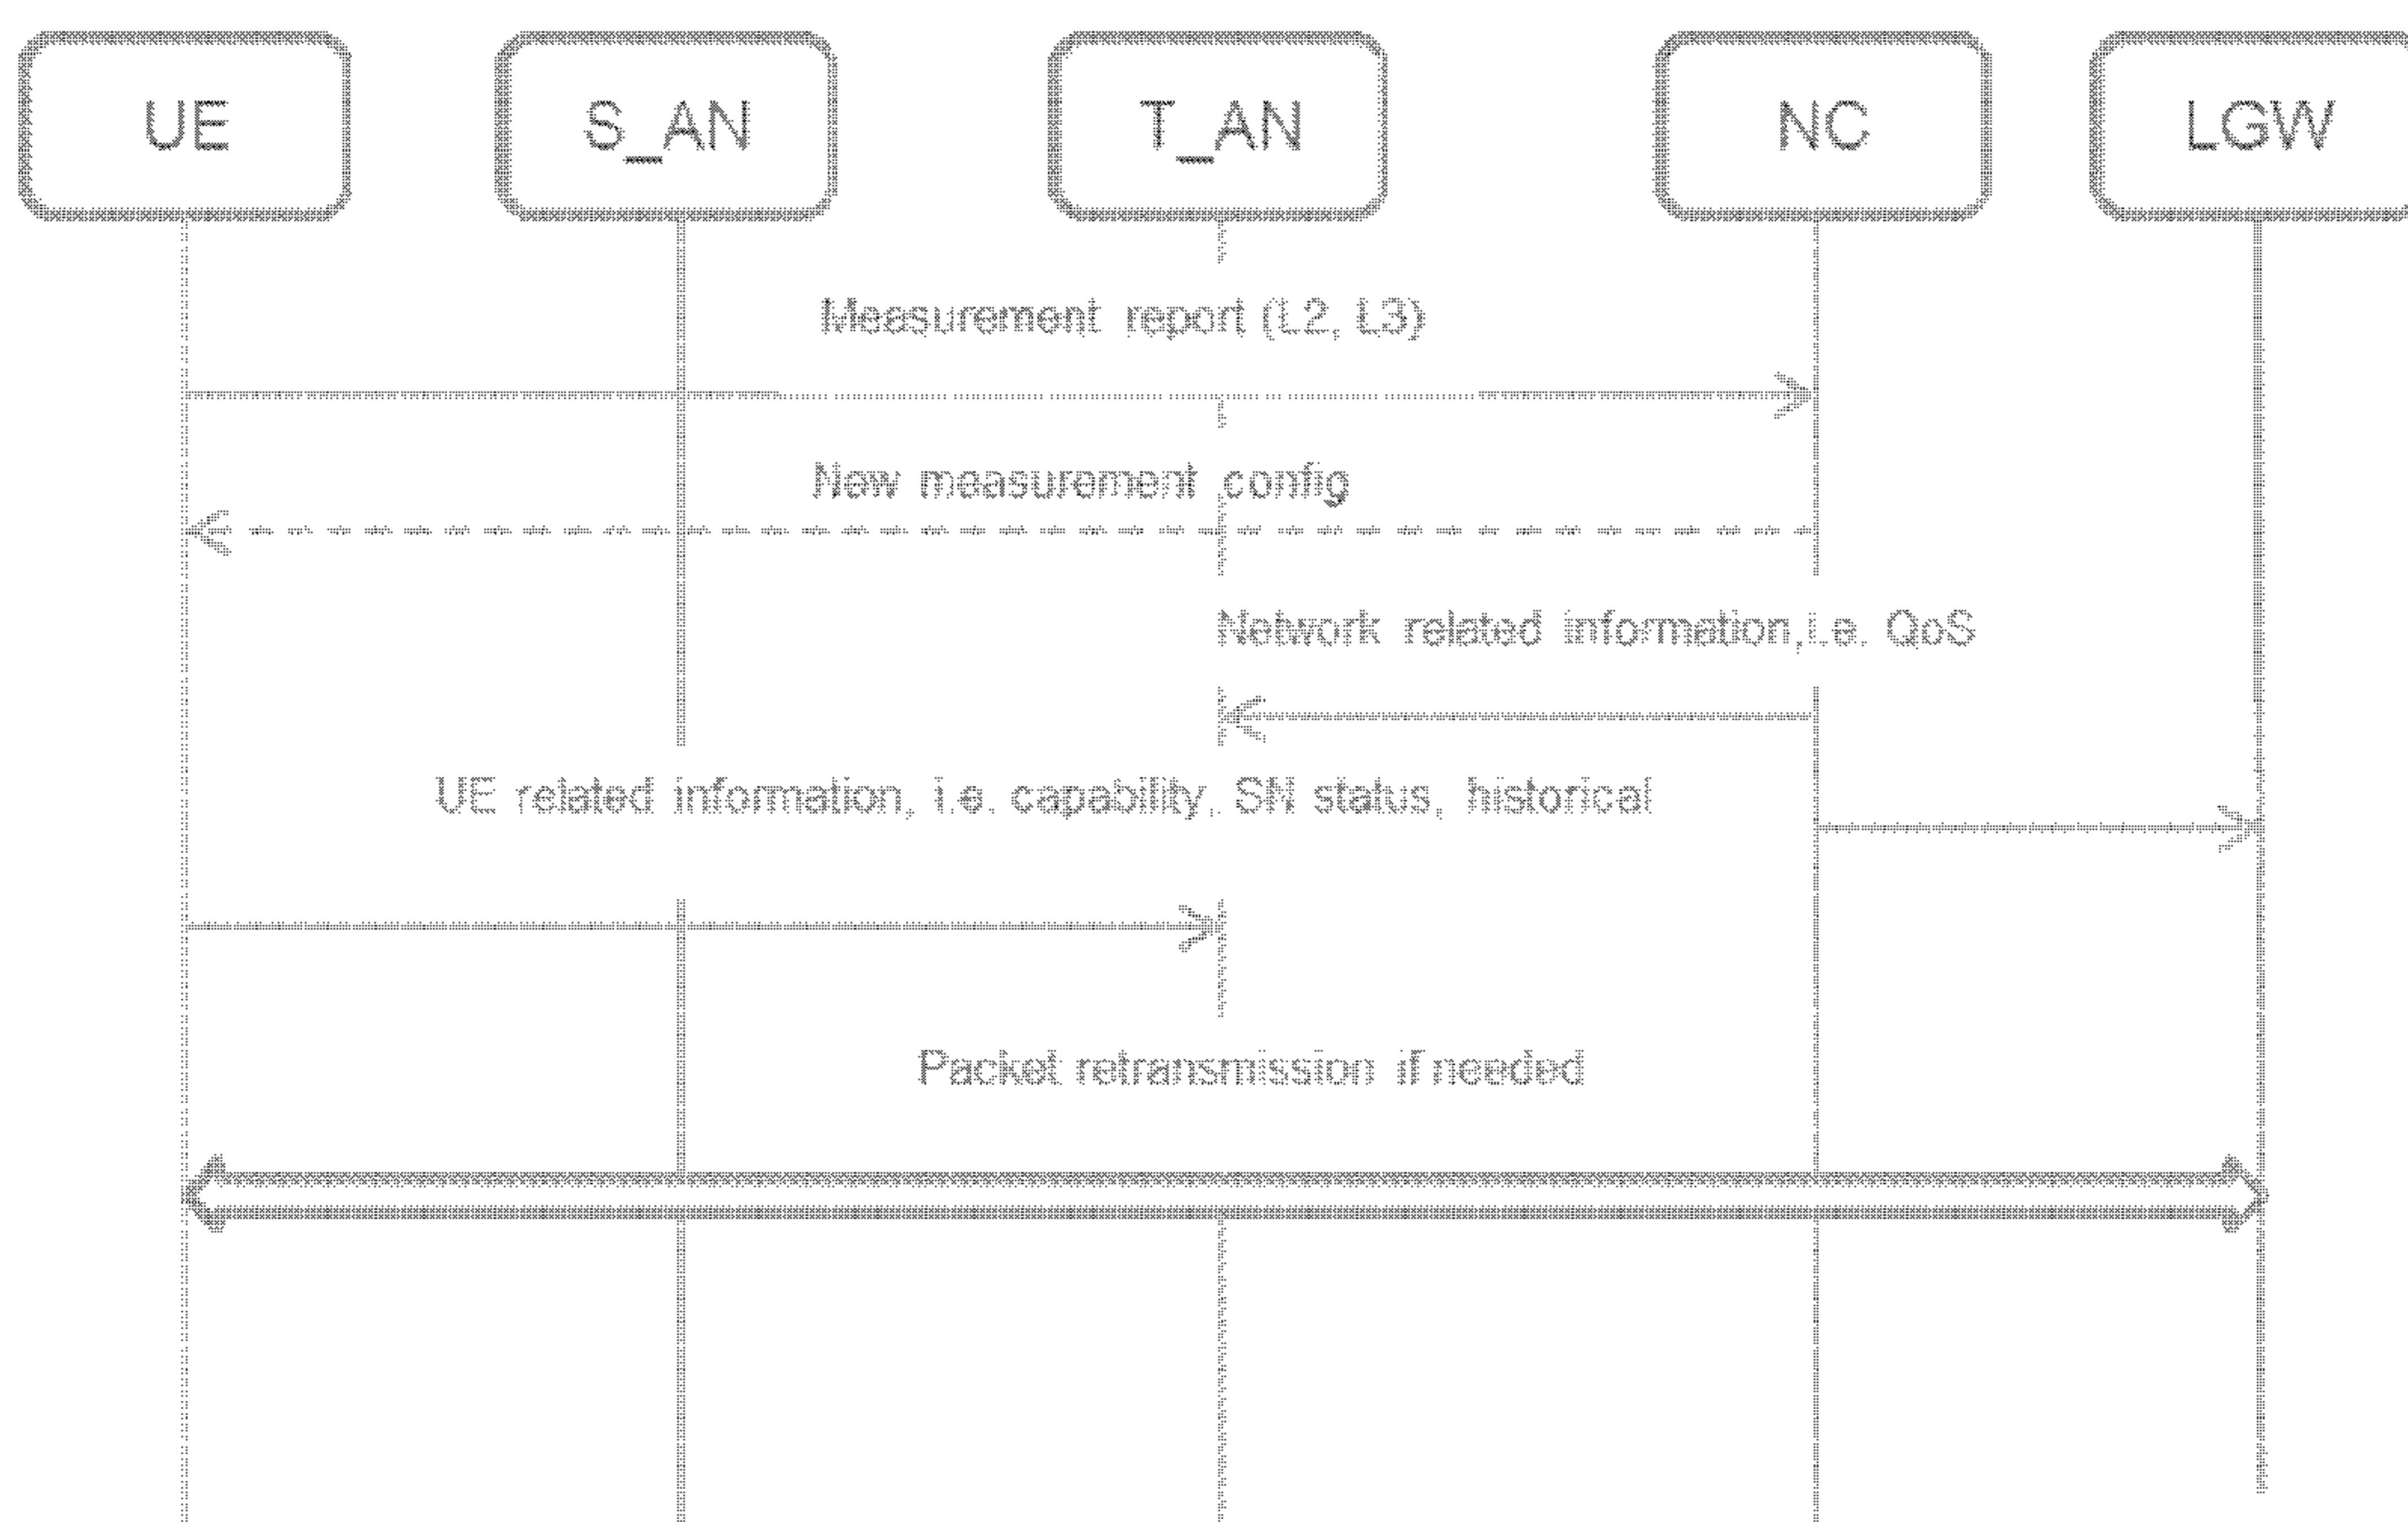 UE
S_AN
T_AN
NC
LGW
Measurement report (L2, L3)
New measurement config
Network related information,i.e. QoS
UE related information, i.e. capability, SN status, historical
Packet retransmission if needed